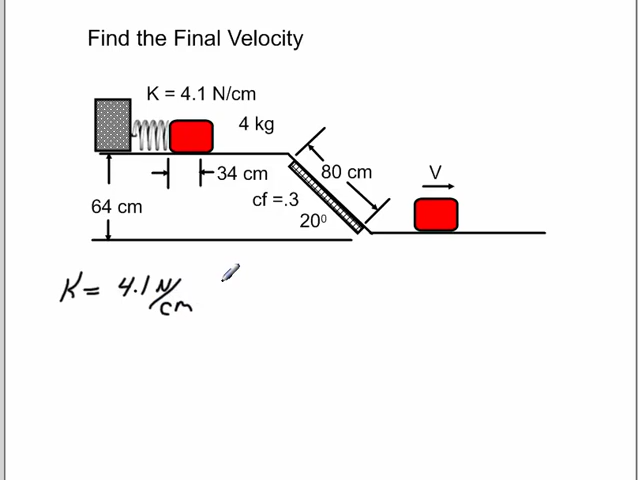 Find the Final Velocity
K = 4.1 N/cm
4 kg
34 cm
80 cm
V
64 cm
cf =.3
20⁰
K = 4.1 N/cm